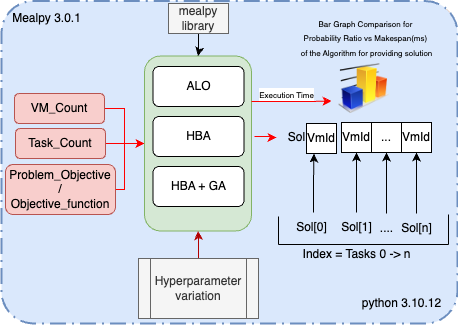 Mealpy 3.0.1
mealpy
library
Bar Graph Comparison for
Probability Ratio vs Makespan(ms)
of the Algorithm for providing solution
ALO
HBA
HBA + GA
Execution Time
VM_Count
Task_Count
Problem_Objective
/
Objective_function
Sol
VmId
VmId
...
VmId
Sol[0]
Sol[1]
....
Sol[n]
Index = Tasks 0 -> n
Hyperparameter
variation
python 3.10.12